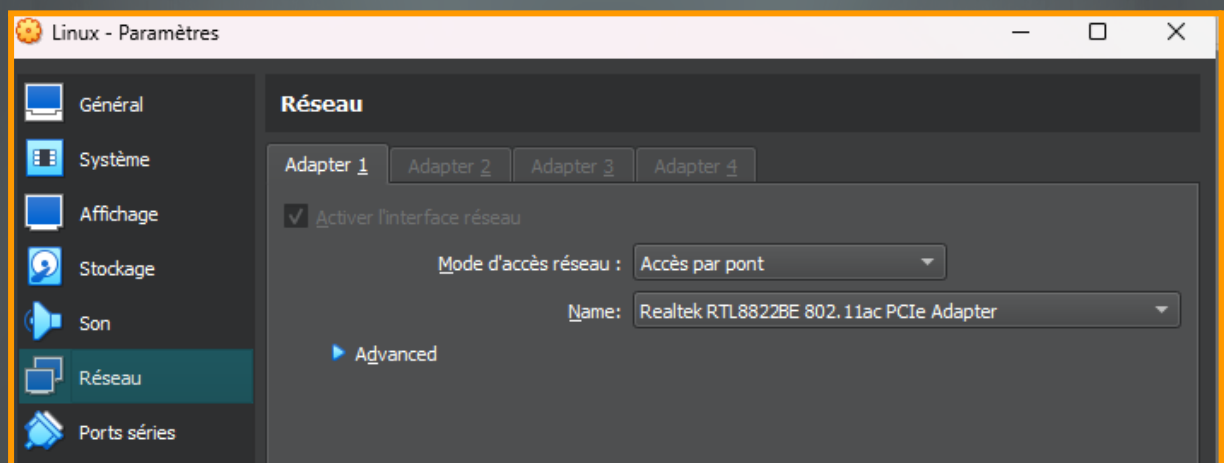 Linux - Paramètres
Général
Système
Affichage
Stockage
Son
Réseau
Ports séries
Réseau
Adapter 1
Adapter 2
Adapter 3
Adapter 4
Activer l'interface réseau
Mode d'accès réseau : Accès par pont
Name: Realtek RTL8822BE 802.11ac PCIe Adapter
Advanced